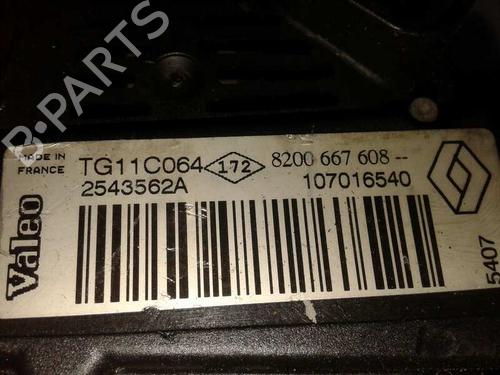 B-PARTS
MADE IN
FRANCE
TG11C064 172 8200 667 608 --
2543562A 107016540
Valeo
5407